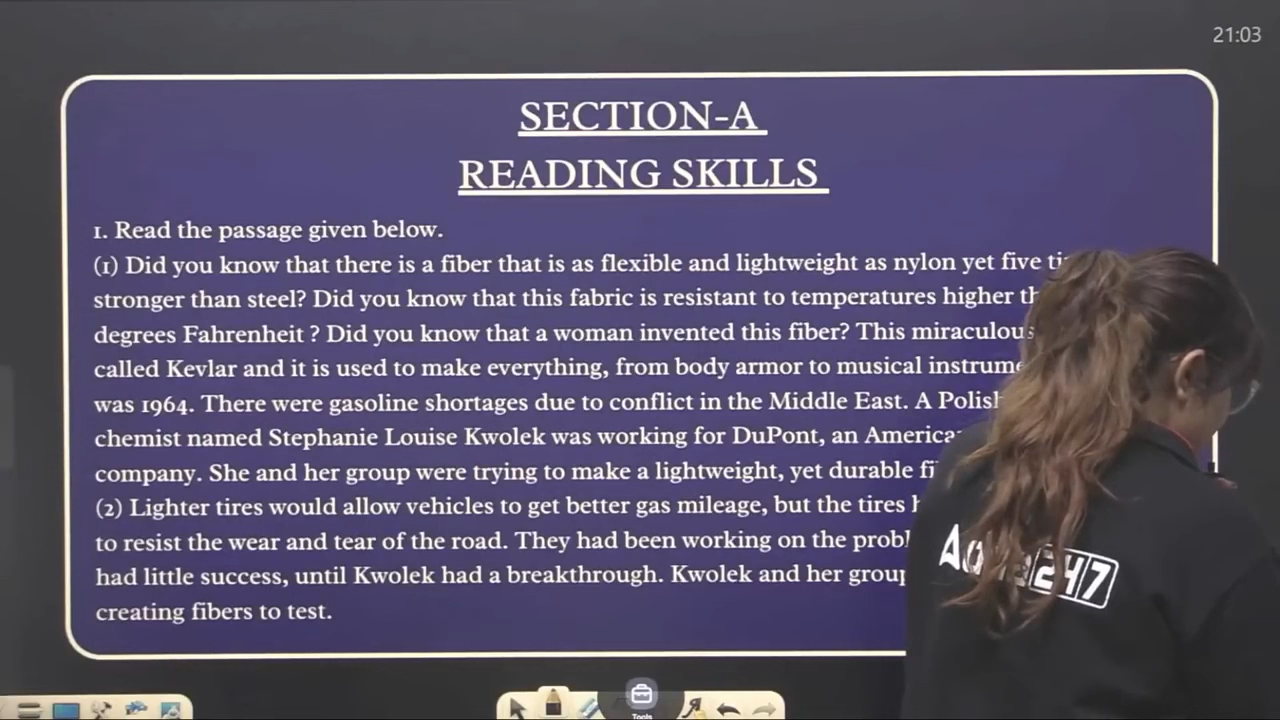 21:03
SECTION-A
READING SKILLS
1. Read the passage given below.
(1) Did you know that there is a fiber that is as flexible and lightweight as nylon yet five
stronger than steel? Did you know that this fabric is resistant to temperatures higher
degrees Fahrenheit ? Did you know that a woman invented this fiber? This miraculous
called Kevlar and it is used to make everything, from body armor to musical
was 1964. There were gasoline shortages due to conflict in the Middle East. A Polish
chemist named Stephanie Louise Kwolek was working for DuPont, an
company. She and her group were trying to make a lightweight, yet durable
(2) Lighter tires would allow vehicles to get better gas mileage, but the tires
to resist the wear and tear of the road. They had been working on the
had little success, until Kwolek had a breakthrough. Kwolek and her group
creating fibers to test.
247
Tools